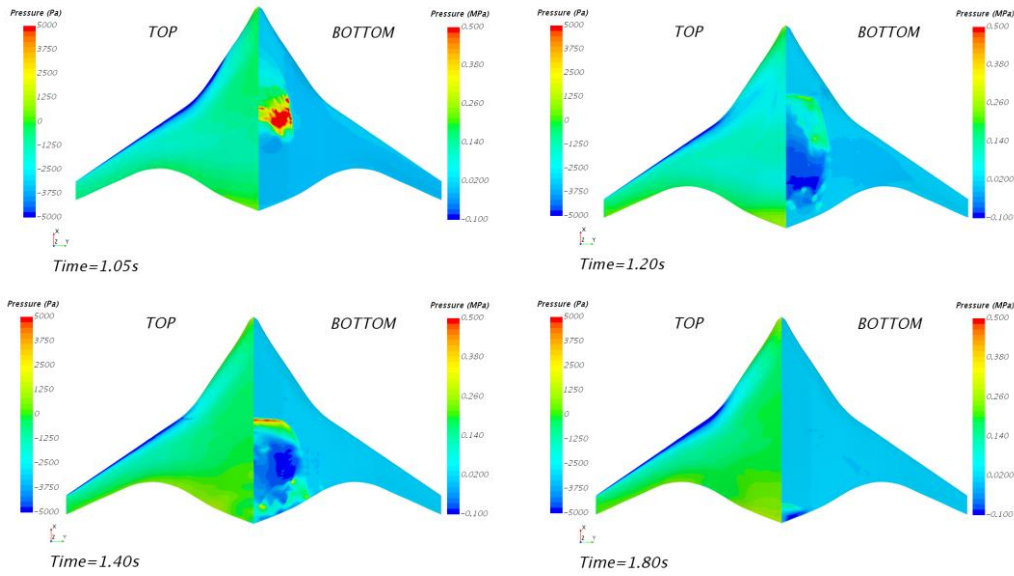 Pressure (Pa)
5000
3750
2500
1250
0
-1250
-2500
-3750
-5000
TOP
BOTTOM
Pressure (MPa)
0.500
0.380
0.260
0.140
0.0200
-0.100
X
Z Y
Time=1.05s
Pressure (Pa)
5000
3750
2500
1250
0
-1250
-2500
-3750
-5000
TOP
BOTTOM
Pressure (MPa)
0.500
0.380
0.260
0.140
0.0200
-0.100
X
Z Y
Time=1.20s
Pressure (Pa)
5000
3750
2500
1250
0
-1250
-2500
-3750
-5000
TOP
BOTTOM
Pressure (MPa)
0.500
0.380
0.260
0.140
0.0200
-0.100
X
Z Y
Time=1.40s
Pressure (Pa)
5000
3750
2500
1250
0
-1250
-2500
-3750
-5000
TOP
BOTTOM
Pressure (MPa)
0.500
0.380
0.260
0.140
0.0200
-0.100
X
Z Y
Time=1.80s